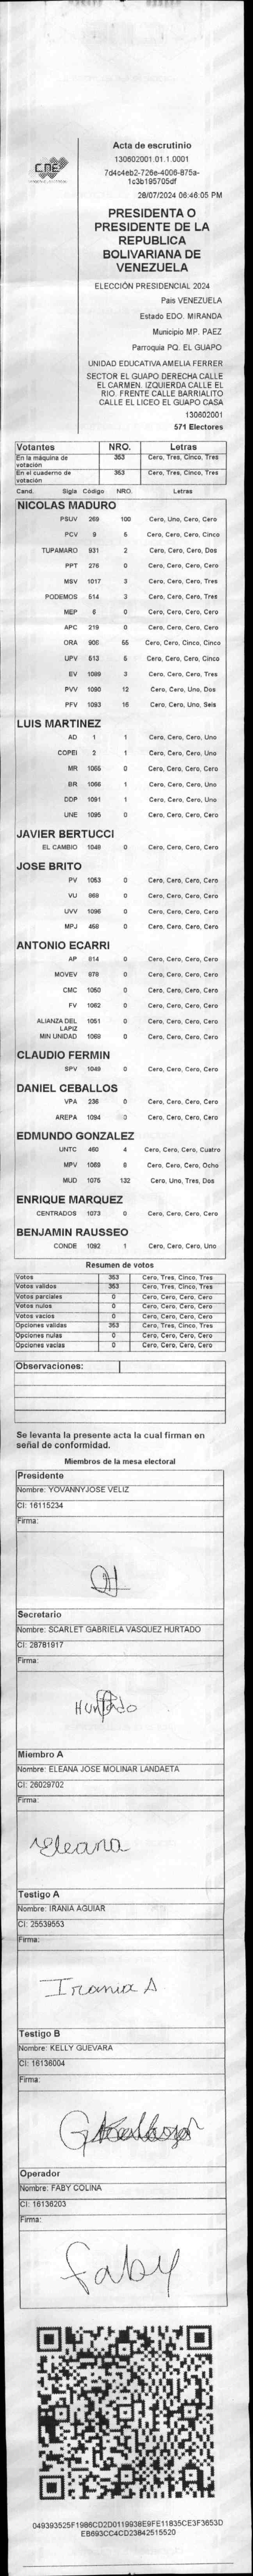 CNE
Acta de escrutinio
130602001.01.1.0001
7d4c4eb2-726e-4006-875a-
1c3b195705df
28/07/2024 06:46:05 PM
PRESIDENTA O
PRESIDENTE DE LA
REPUBLICA
BOLIVARIANA DE
VENEZUELA
ELECCIÓN PRESIDENCIAL 2024
Pais VENEZUELA
Estado EDO. MIRANDA
Municipio MP. PAEZ
Parroquia PQ. EL GUAPO
UNIDAD EDUCATIVA AMELIA FERRER
SECTOR EL GUAPO DERECHA CALLE
EL CARMEN. IZQUIERDA CALLE EL
RIO. FRENTE CALLE BARRIALITO
CALLE EL LICEO EL GUAPO CASA
130602001
571 Electores
Votantes NRO. Letras
En la máquina de votación 353 Cero, Tres, Cinco, Tres
En el cuaderno de votación 353 Cero, Tres, Cinco, Tres
Cand. Sigla Código NRO. Letras
NICOLAS MADURO
PSUV 269 100 Cero, Uno, Cero, Cero
PCV 9 5 Cero, Cero, Cero, Cinco
TUPAMARO 931 2 Cero, Cero, Cero, Dos
PPT 276 0 Cero, Cero, Cero, Cero
MSV 1017 3 Cero, Cero, Cero, Tres
PODEMOS 514 3 Cero, Cero, Cero, Tres
MEP 6 0 Cero, Cero, Cero, Cero
APC 219 0 Cero, Cero, Cero, Cero
ORA 906 55 Cero, Cero, Cinco, Cinco
UPV 613 5 Cero, Cero, Cero, Cinco
EV 1089 3 Cero, Cero, Cero, Tres
PVV 1090 12 Cero, Cero, Uno, Dos
PFV 1093 16 Cero, Cero, Uno, Seis
LUIS MARTINEZ
AD 1 1 Cero, Cero, Cero, Uno
COPEI 2 1 Cero, Cero, Cero, Uno
MR 1065 0 Cero, Cero, Cero, Cero
BR 1066 1 Cero, Cero, Cero, Uno
DDP 1091 1 Cero, Cero, Cero, Uno
UNE 1095 0 Cero, Cero, Cero, Cero
JAVIER BERTUCCI
EL CAMBIO 1048 0 Cero, Cero, Cero, Cero
JOSE BRITO
PV 1053 0 Cero, Cero, Cero, Cero
VU 868 0 Cero, Cero, Cero, Cero
UVV 1096 0 Cero, Cero, Cero, Cero
MPJ 458 0 Cero, Cero, Cero, Cero
ANTONIO ECARRI
AP 814 0 Cero, Cero, Cero, Cero
MOVEV 878 0 Cero, Cero, Cero, Cero
CMC 1050 0 Cero, Cero, Cero, Cero
FV 1062 0 Cero, Cero, Cero, Cero
ALIANZA DEL LAPIZ 1051 0 Cero, Cero, Cero, Cero
MIN UNIDAD 1069 0 Cero, Cero, Cero, Cero
CLAUDIO FERMIN
SPV 1049 0 Cero, Cero, Cero, Cero
DANIEL CEBALLOS
VPA 236 0 Cero, Cero, Cero, Cero
AREPA 1094 0 Cero, Cero, Cero, Cero
EDMUNDO GONZALEZ
UNTC 460 4 Cero, Cero, Cero, Cuatro
MPV 1069 8 Cero, Cero, Cero, Ocho
MUD 1075 132 Cero, Uno, Tres, Dos
ENRIQUE MARQUEZ
CENTRADOS 1073 0 Cero, Cero, Cero, Cero
BENJAMIN RAUSSEO
CONDE 1092 1 Cero, Cero, Cero, Uno
Resumen de votos
Votos 353 Cero, Tres, Cinco, Tres
Votos validos 353 Cero, Tres, Cinco, Tres
Votos parciales 0 Cero, Cero, Cero, Cero
Votos nulos 0 Cero, Cero, Cero, Cero
Votos vacios 0 Cero, Cero, Cero, Cero
Opciones validas 353 Cero, Tres, Cinco, Tres
Opciones nulas 0 Cero, Cero, Cero, Cero
Opciones vacias 0 Cero, Cero, Cero, Cero
Observaciones:
Se levanta la presente acta la cual firman en
señal de conformidad.
Miembros de la mesa electoral
Presidente
Nombre: YOVANNYJOSE VELIZ
CI: 16115234
Firma:
Secretario
Nombre: SCARLET GABRIELA VASQUEZ HURTADO
CI: 28781917
Firma:
Hurtado
Miembro A
Nombre: ELEANA JOSE MOLINAR LANDAETA
CI: 26029702
Firma:
Eleana
Testigo A
Nombre: IRANIA AGUIAR
CI: 25539553
Firma:
Irania A
Testigo B
Nombre: KELLY GUEVARA
CI: 16136004
Firma:
Operador
Nombre: FABY COLINA
CI: 16136203
Firma:
Faby
049393525F1986CD2D0119938E9FE11835CE3F3653D
EB693CC4CD23842515520